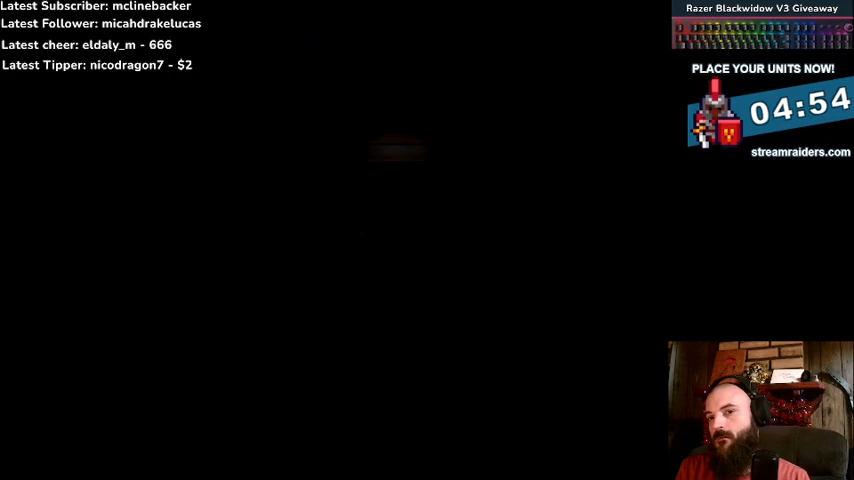 Latest Subscriber: mclinebacker
Latest Follower: micahdrakelucas
Latest cheer: eldaly_m - 666
Latest Tipper: nicodragon7 - $2
Razer Blackwidow V3 Giveaway
PLACE YOUR UNITS NOW!
04:54
streamraiders.com